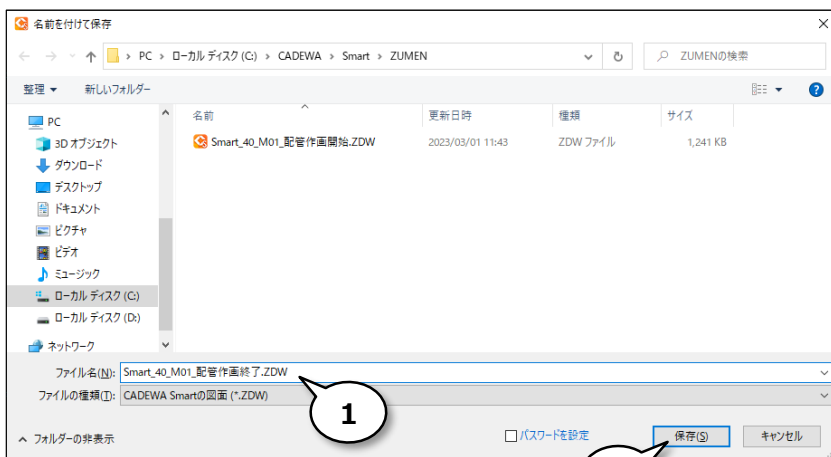 名前を付けて保存
PC › ローカル ディスク (C:) › CADEWA › Smart › ZUMEN
ZUMENの検索
整理 新しいフォルダー
名前 更新日時 種類 サイズ
Smart_40_M01_配管作画開始.ZDW 2023/03/01 11:43 ZDW ファイル 1,241 KB
PC
3D オブジェクト
ダウンロード
デスクトップ
ドキュメント
ピクチャ
ビデオ
ミュージック
ローカル ディスク (C:)
ローカル ディスク (D:)
ネットワーク
ファイル名(N): Smart_40_M01_配管作画終了.ZDW
ファイルの種類(T): CADEWA Smartの図面 (*.ZDW)
1
フォルダーの非表示
パスワードを設定
保存(S) キャンセル